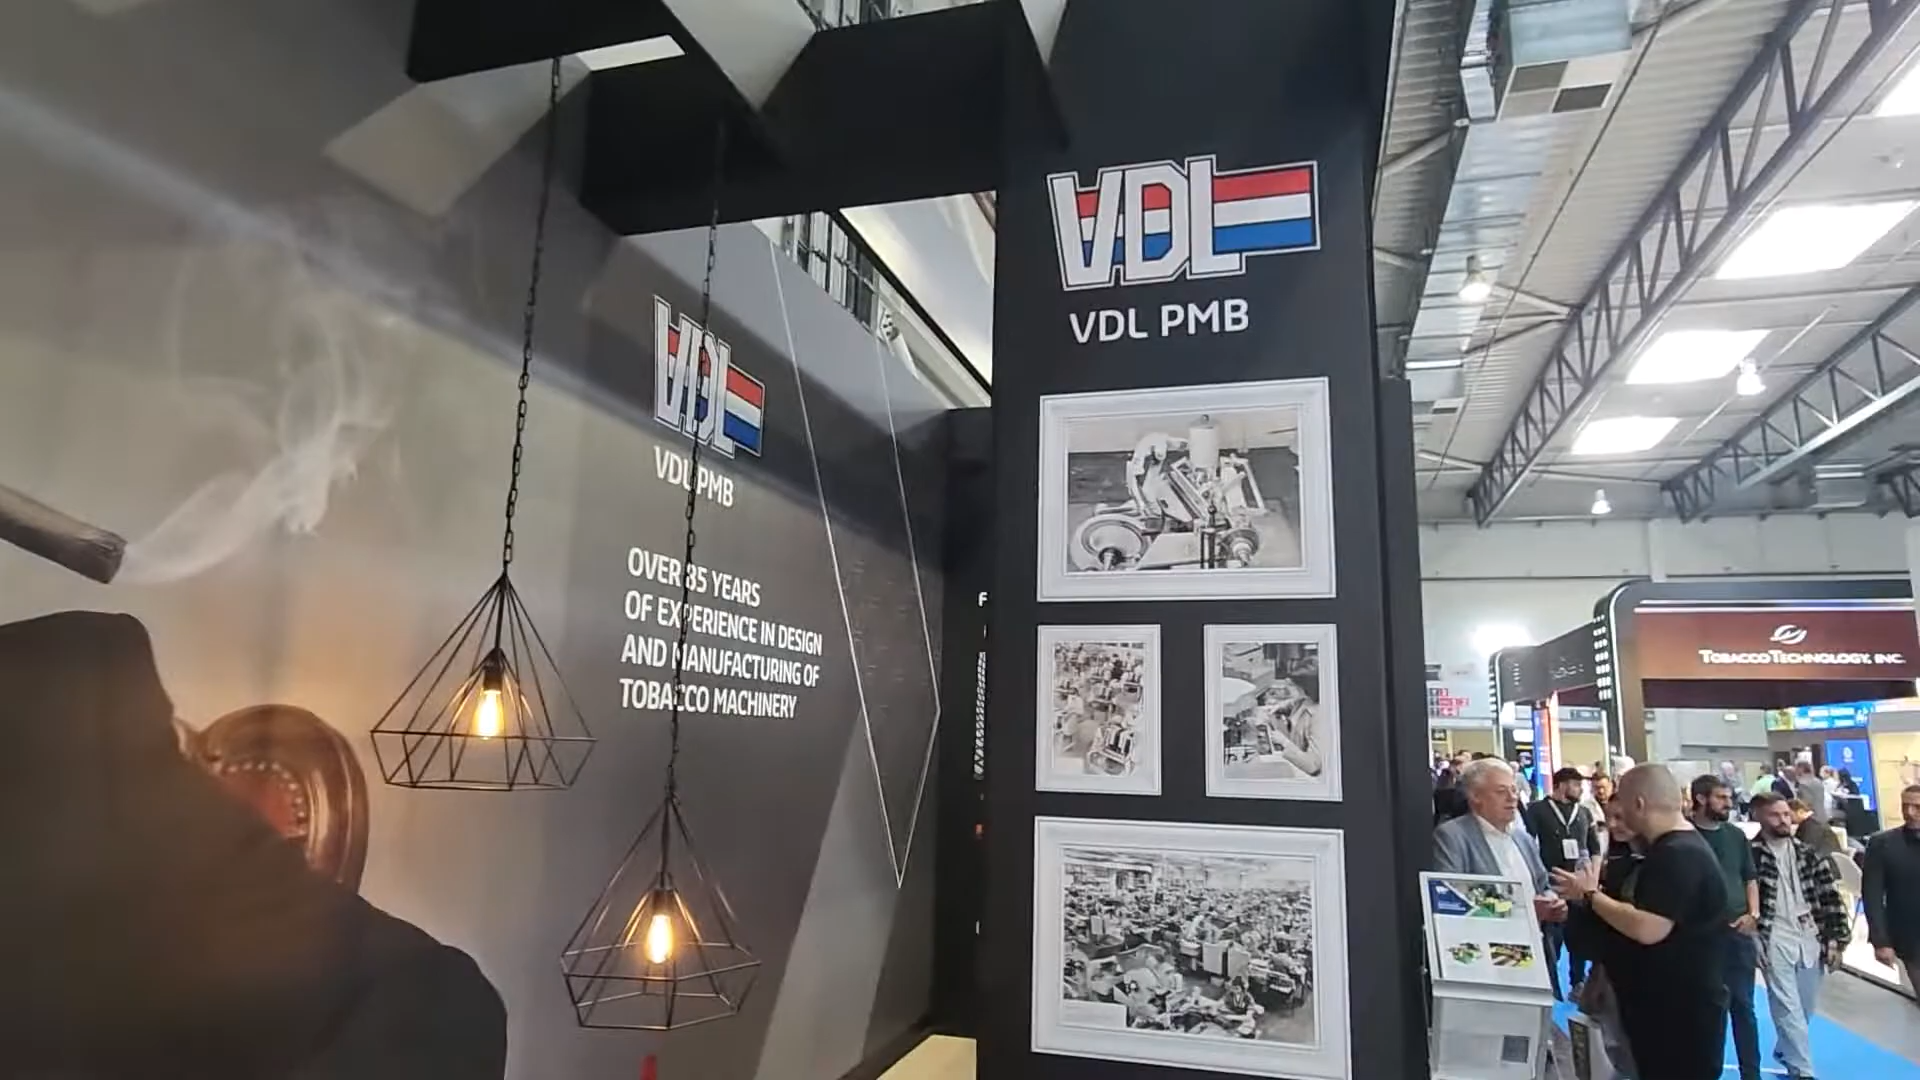 VDL
VDL PMB
OVER 85 YEARS
OF EXPERIENCE IN DESIGN
AND MANUFACTURING OF
TOBACCO MACHINERY
VDL
VDL PMB
TOBACCO TECHNOLOGY, INC.